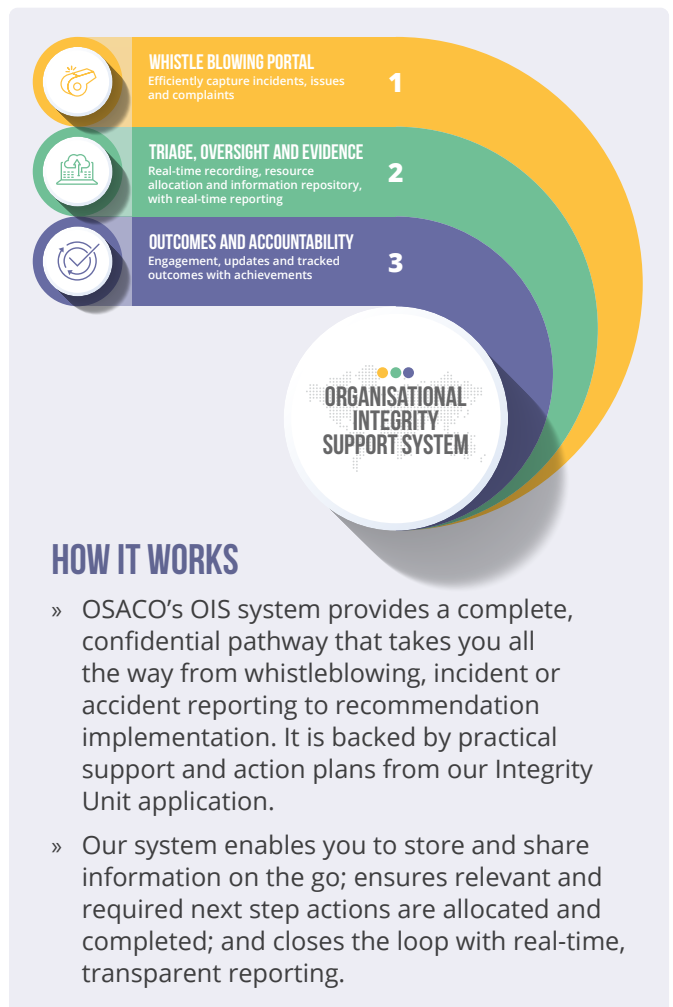 WHISTLE BLOWING PORTAL
Efficiently capture incidents, issues
and complaints
1
TRIAGE, OVERSIGHT AND EVIDENCE
Real-time recording, resource
allocation and information repository,
with real-time reporting
2
OUTCOMES AND ACCOUNTABILITY
Engagement, updates and tracked
outcomes with achievements
3
ORGANISATIONAL
INTEGRITY
SUPPORT SYSTEM
HOW IT WORKS
» OSACO’s OIS system provides a complete,
confidential pathway that takes you all
the way from whistleblowing, incident or
accident reporting to recommendation
implementation. It is backed by practical
support and action plans from our Integrity
Unit application.
» Our system enables you to store and share
information on the go; ensures relevant and
required next step actions are allocated and
completed; and closes the loop with real-time,
transparent reporting.